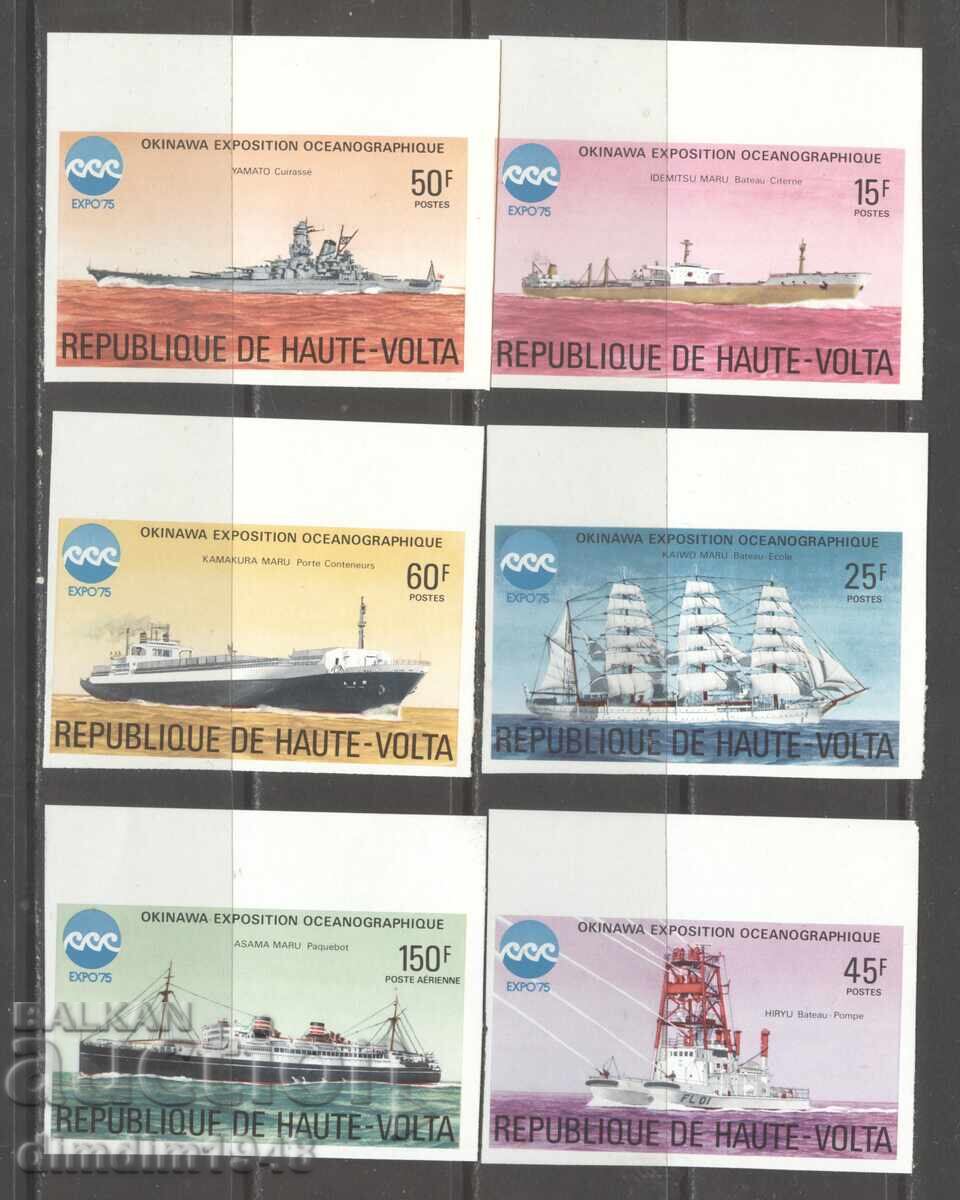 OKINAWA EXPOSITION OCEANOGRAPHIQUE
YAMATO Cuirassé
50F
POSTES
EXPO'75
REPUBLIQUE DE HAUTE-VOLTA
OKINAWA EXPOSITION OCEANOGRAPHIQUE
IDEMITSU MARU Bateau-Citerne
15F
POSTES
EXPO'75
REPUBLIQUE DE HAUTE-VOLTA
OKINAWA EXPOSITION OCEANOGRAPHIQUE
KAMAKURA MARU Porte Conteneurs
60F
POSTES
EXPO'75
REPUBLIQUE DE HAUTE-VOLTA
OKINAWA EXPOSITION OCEANOGRAPHIQUE
KAIWO MARU Bateau-Ecole
25F
POSTES
EXPO'75
REPUBLIQUE DE HAUTE-VOLTA
OKINAWA EXPOSITION OCEANOGRAPHIQUE
ASAMA MARU Paquebot
150F
POSTE AÉRIENNE
EXPO'75
REPUBLIQUE DE HAUTE-VOLTA
OKINAWA EXPOSITION OCEANOGRAPHIQUE
45F
POSTES
EXPO'75
HIRYU Bateau-Pompe
FL 01
REPUBLIQUE DE HAUTE-VOLTA
BALKAN
auction
dimdim1948